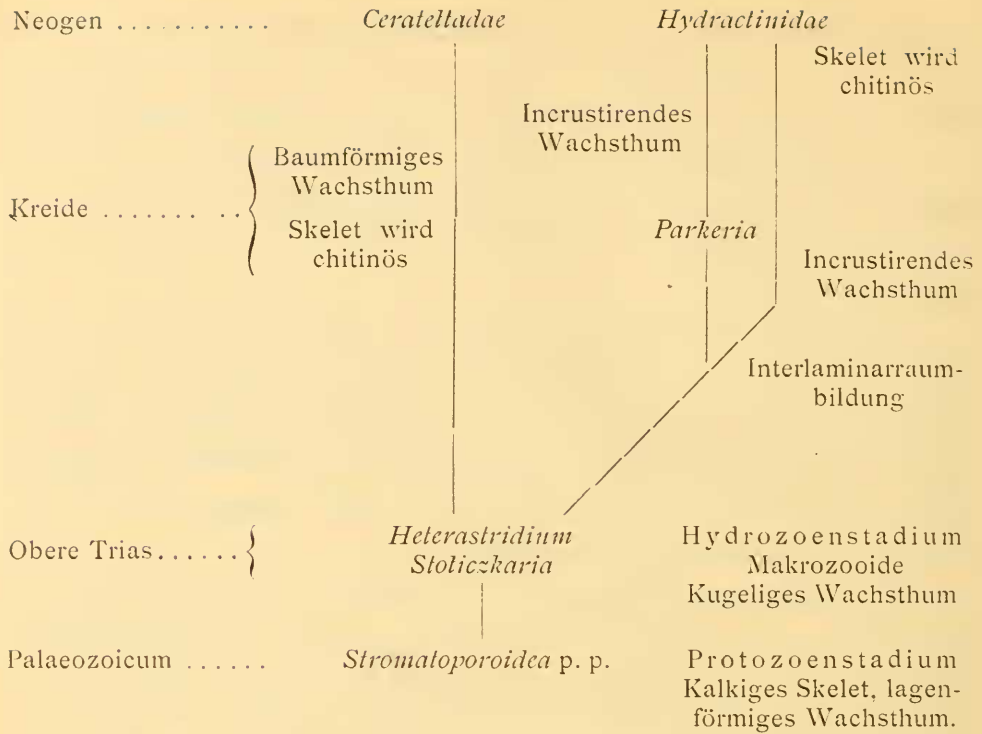 Neogen ........... Ceratelladae Hydractinidae
Skelet wird
chitinös
Incrustirendes
Wachsthum
Baumförmiges
Wachsthum
Kreide ....... ..
Skelet wird
chitinös
Parkeria
Incrustirendes
Wachsthum
Interlaminarraum-
bildung
Obere Trias......
Heterastridium
Stoliczkaria
Hydrozoenstadium
Makrozooide
Kugeliges Wachsthum
Palaeozoicum ...... Stromatoporoidea p. p.
Protozoenstadium
Kalkiges Skelet, lagen-
förmiges Wachsthum.